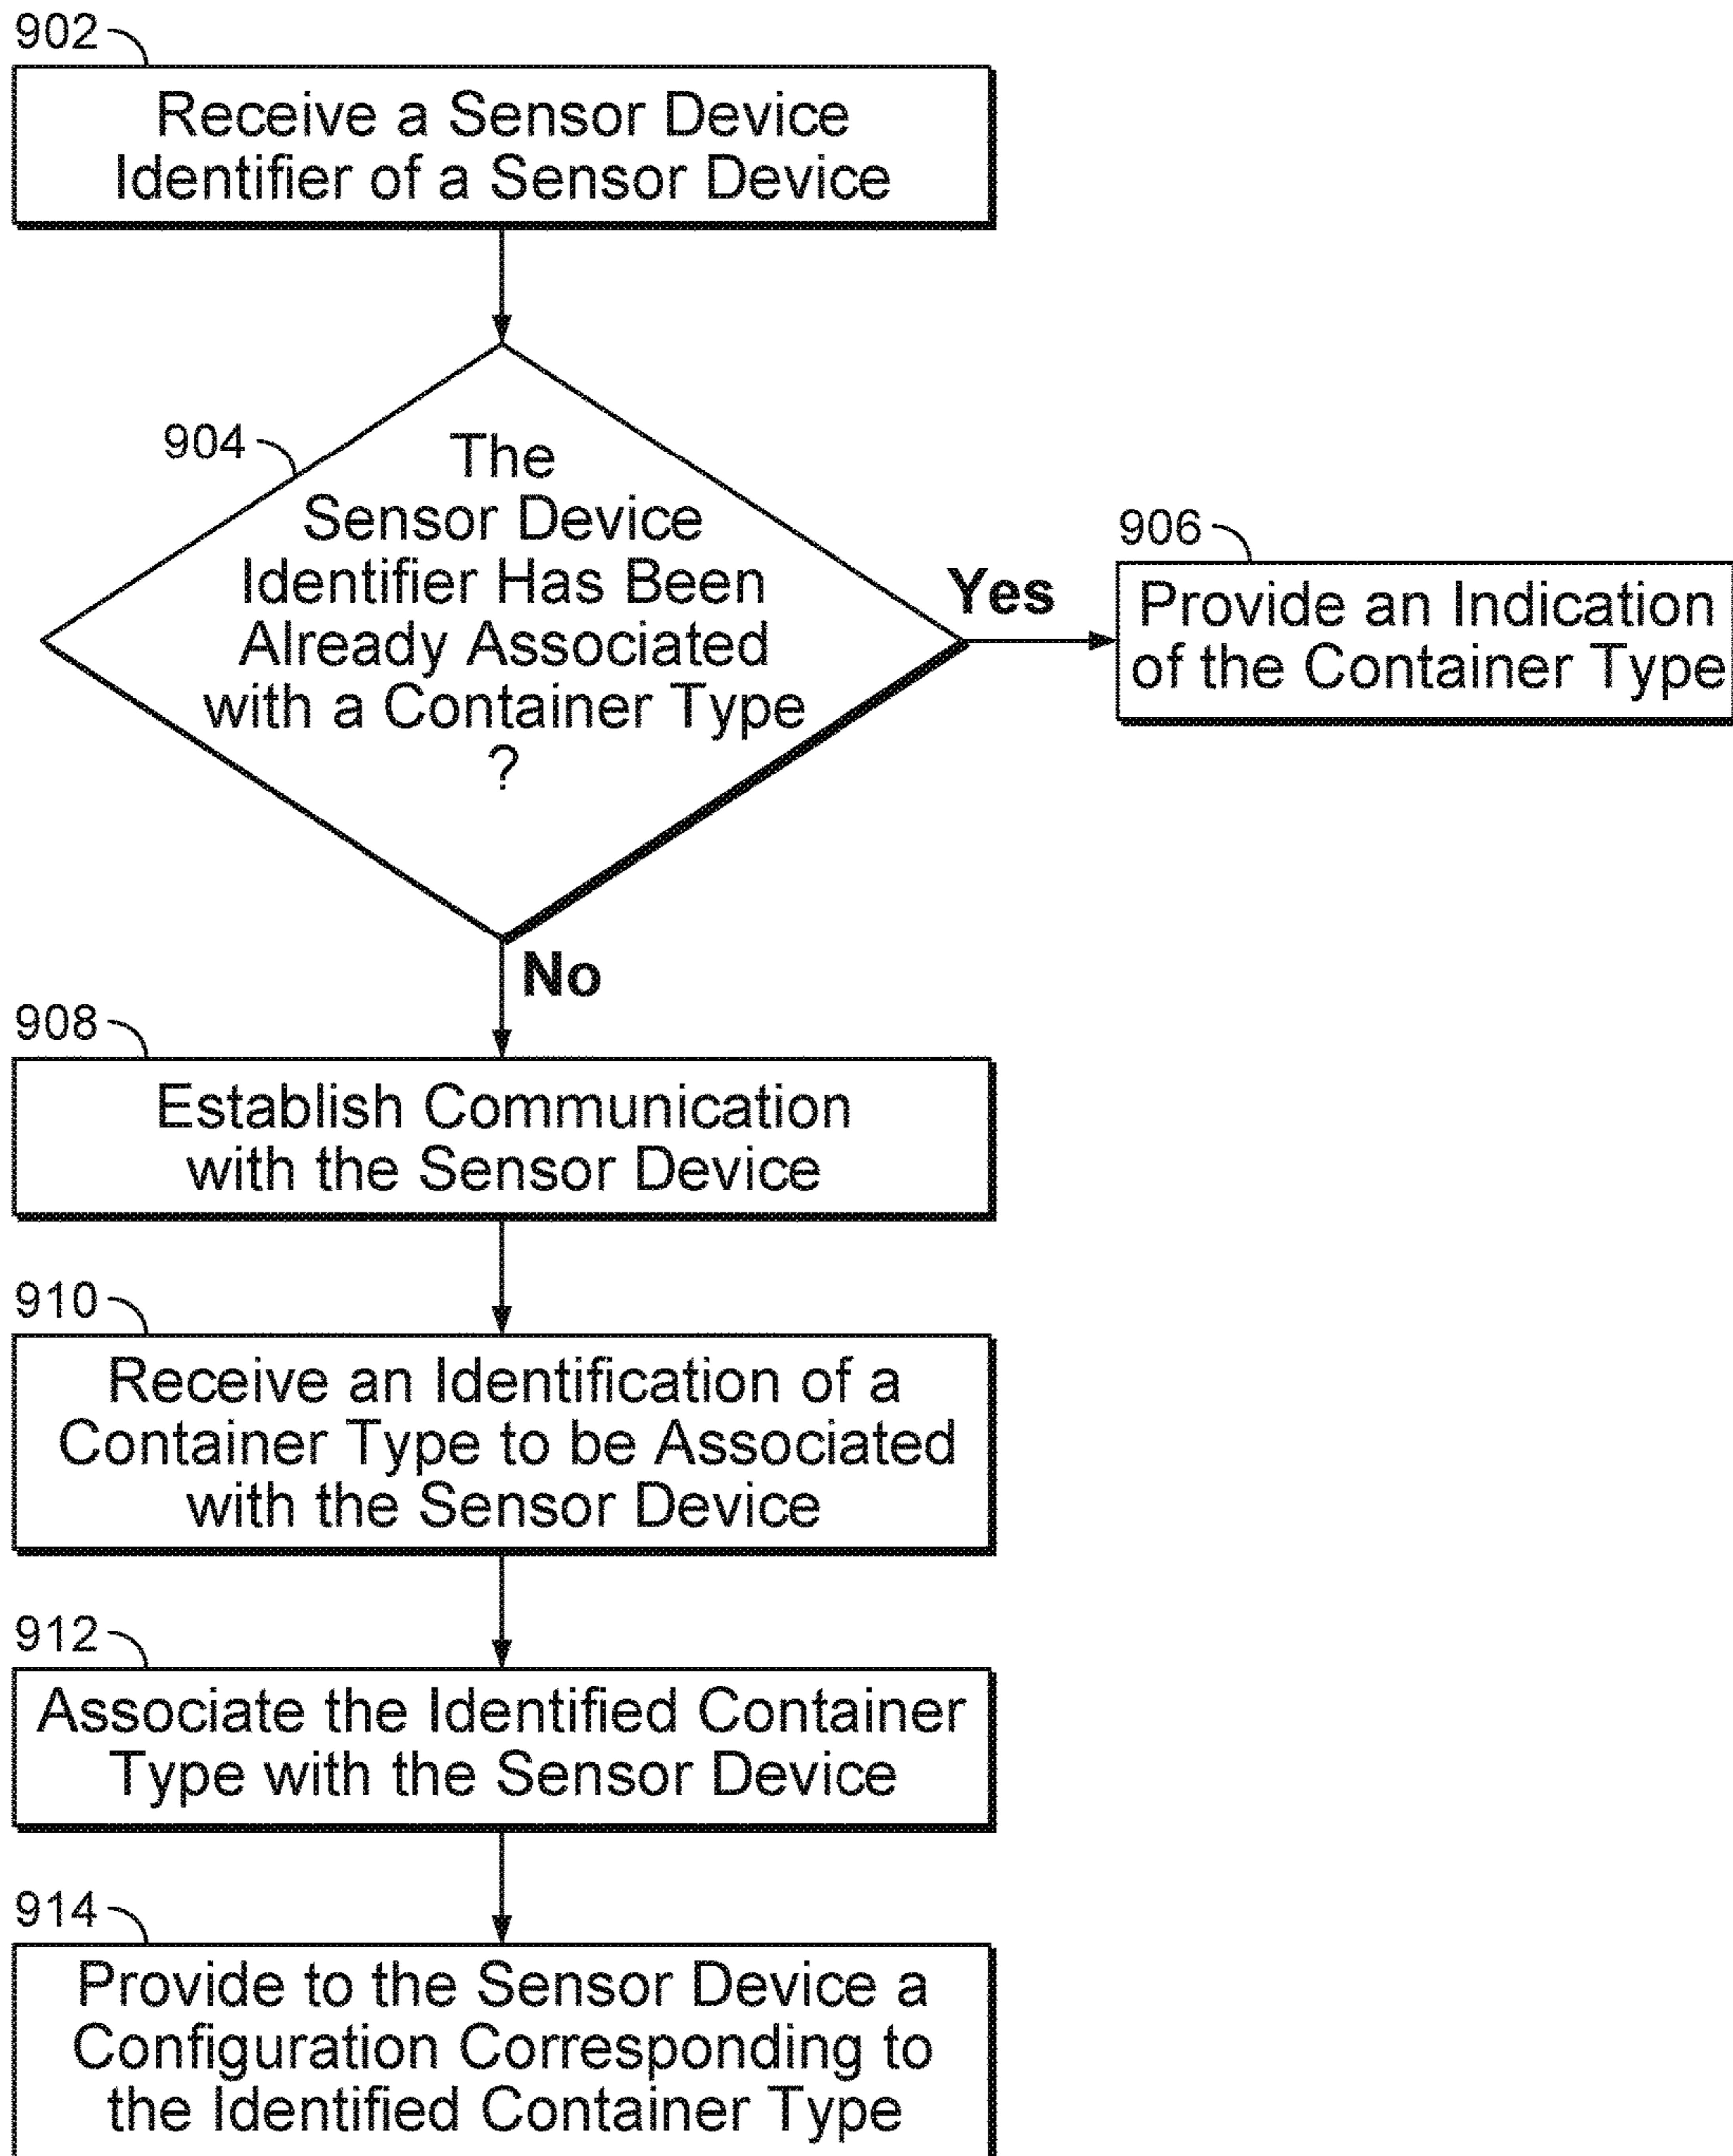 902
Receive a Sensor Device
Identifier of a Sensor Device
904
The
Sensor Device
Identifier Has Been
Already Associated
with a Container Type
?
Yes
906
Provide an Indication
of the Container Type
No
908
Establish Communication
with the Sensor Device
910
Receive an Identification of a
Container Type to be Associated
with the Sensor Device
912
Associate the Identified Container
Type with the Sensor Device
914
Provide to the Sensor Device a
Configuration Corresponding to
the Identified Container Type